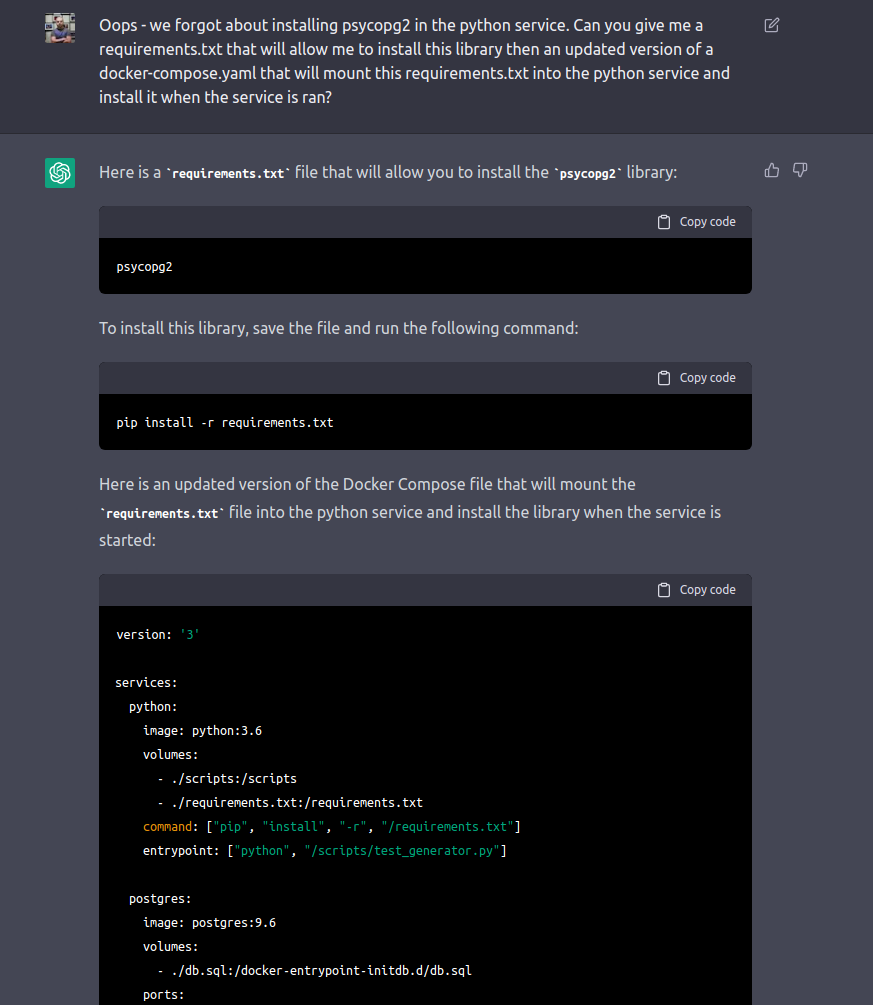 Oops - we forgot about installing psycopg2 in the python service. Can you give me a
requirements.txt that will allow me to install this library then an updated version of a
docker-compose.yaml that will mount this requirements.txt into the python service and
install it when the service is ran?
Here is a `requirements.txt` file that will allow you to install the `psycopg2` library:
Copy code
psycopg2
To install this library, save the file and run the following command:
Copy code
pip install -r requirements.txt
Here is an updated version of the Docker Compose file that will mount the
`requirements.txt` file into the python service and install the library when the service is
started:
Copy code
version: '3'
services:
  python:
    image: python:3.6
    volumes:
      - ./scripts:/scripts
      - ./requirements.txt:/requirements.txt
    command: ["pip", "install", "-r", "/requirements.txt"]
    entrypoint: ["python", "/scripts/test_generator.py"]
  postgres:
    image: postgres:9.6
    volumes:
      - ./db.sql:/docker-entrypoint-initdb.d/db.sql
    ports: